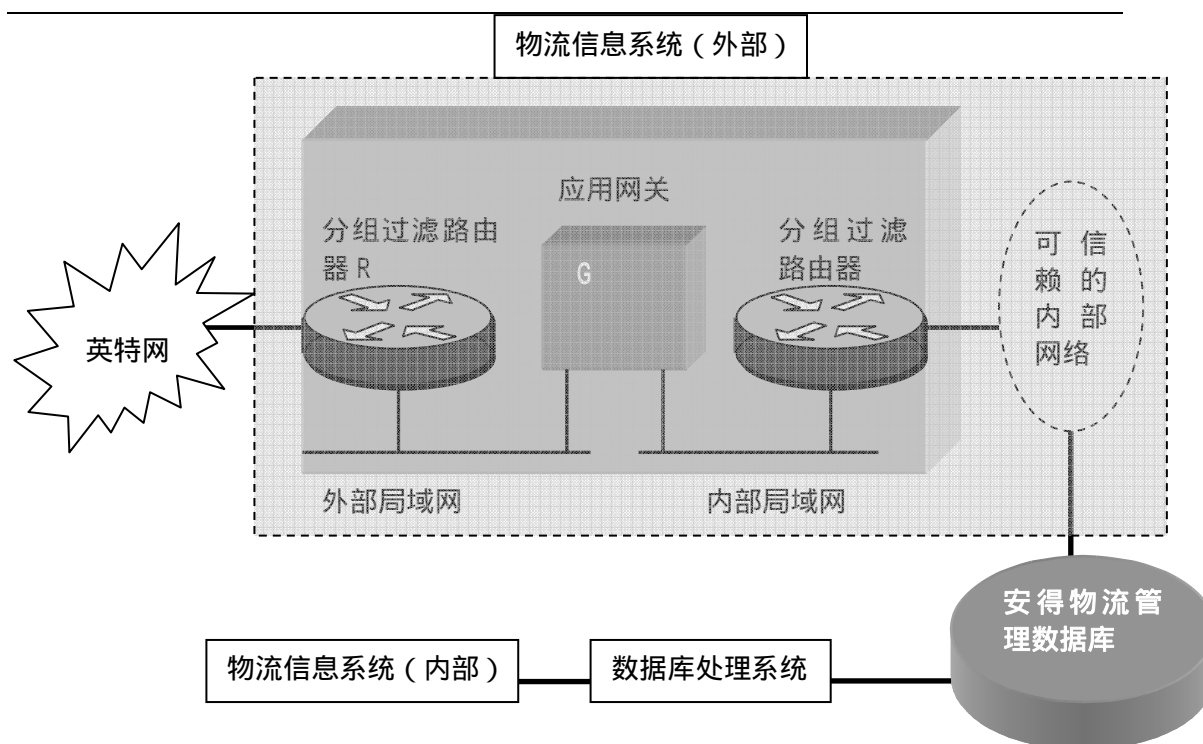 物流信息系统（外部）
应用网关
分组过滤路由
器 R
G
分组过滤
路由器
可信
赖的
内部
网络
英特网
外部局域网
内部局域网
安得物流管
理数据库
物流信息系统（内部）
数据库处理系统